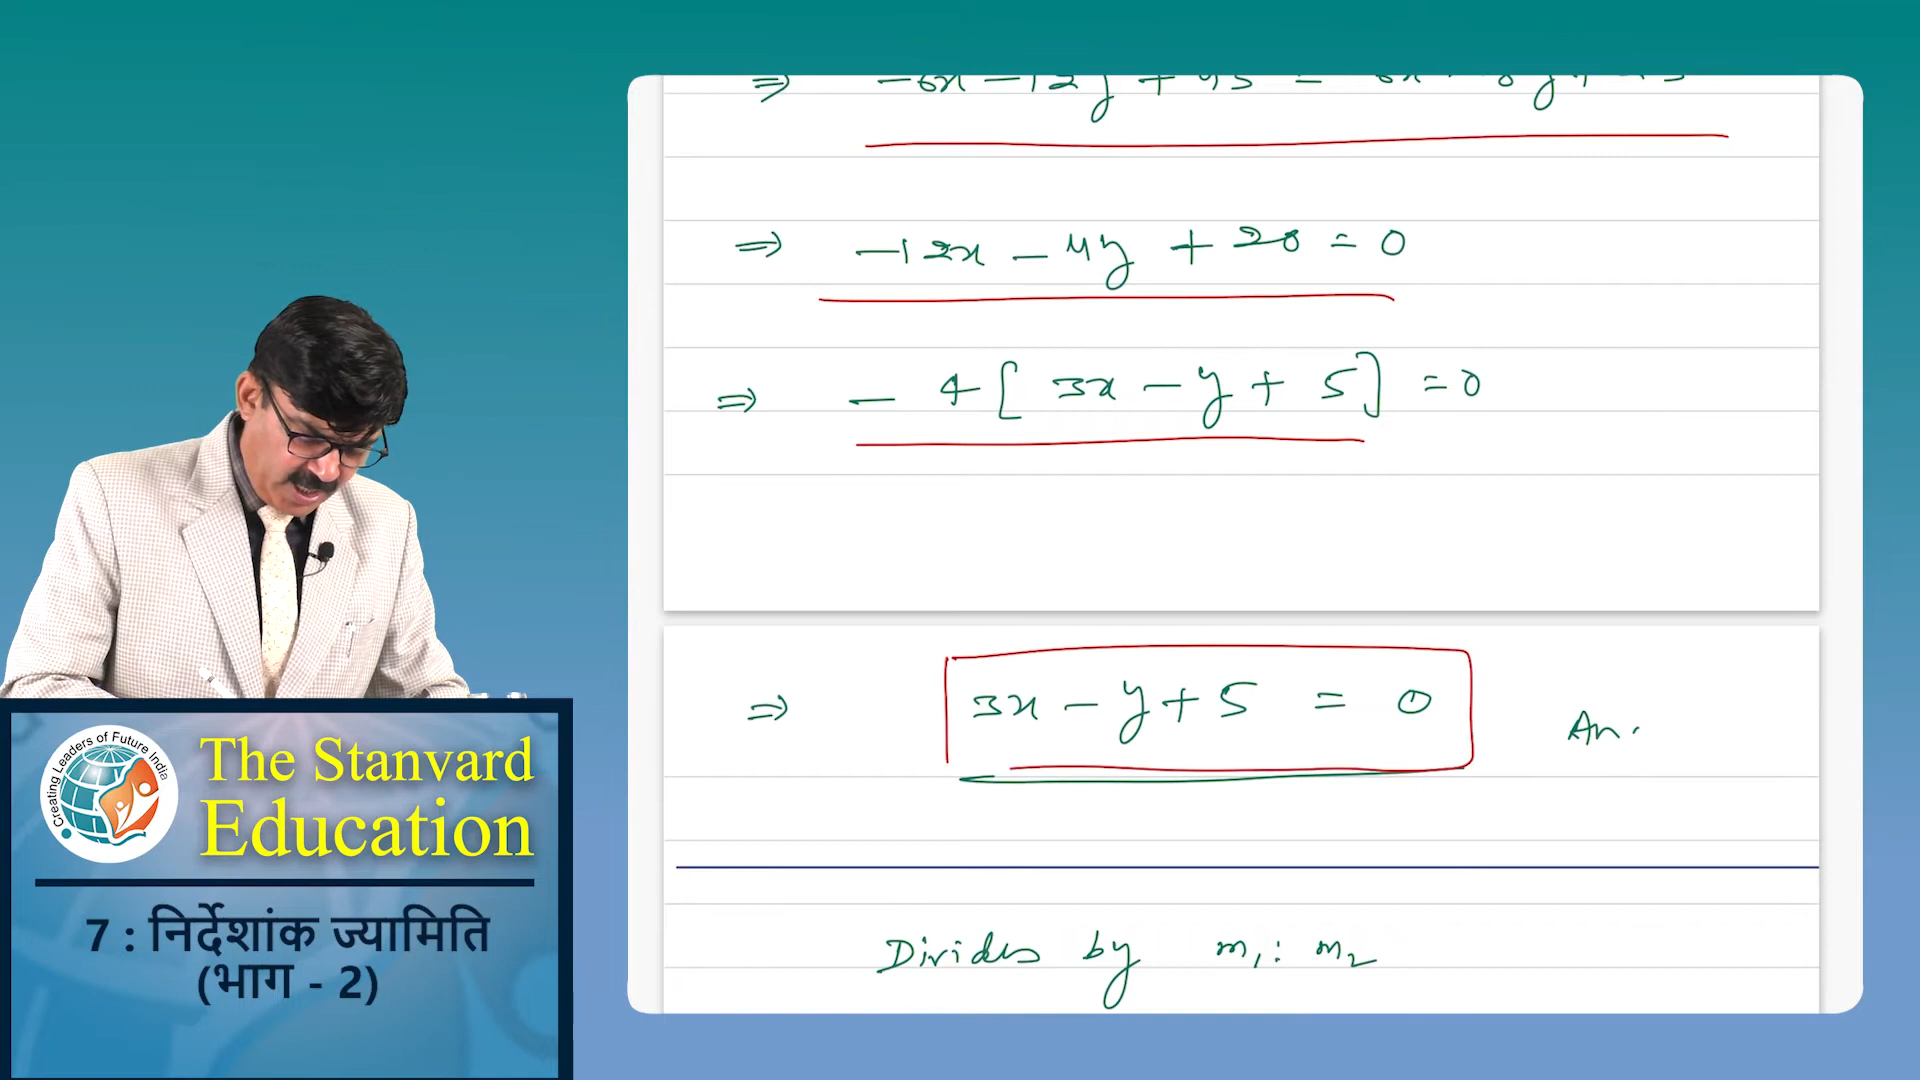 ⇒ -12x - 4y + 20 = 0
⇒ - 4 [ 3x - y + 5 ] = 0
⇒ 3x - y + 5 = 0 An.
Divides by m₁ : m₂
Creating Leaders of Future India
The Stanvard
Education
7 : निर्देशांक ज्यामिति
(भाग - 2)